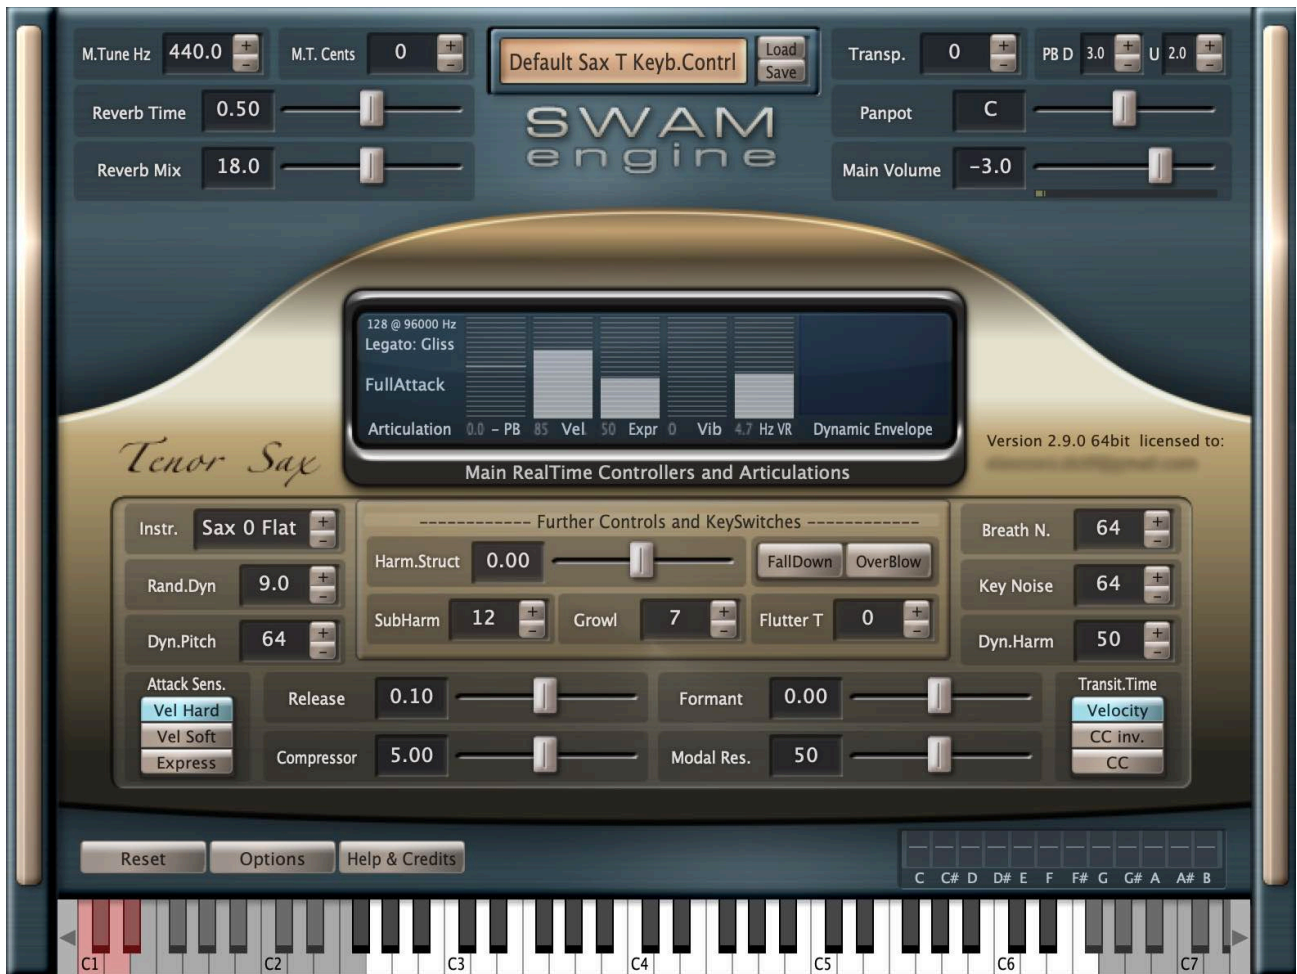 M.Tune Hz 440.0 + -
M.T. Cents 0 + -
Default Sax T Keyb.Contrl
Load
Save
Transp. 0 + -
PB D 3.0 + - U 2.0 + -
Reverb Time 0.50
SWAM
engine
Panpot C
Reverb Mix 18.0
Main Volume -3.0
128 @ 96000 Hz
Legato: Gliss
FullAttack
Articulation 0.0 - PB 85 Vel 50 Expr 0 Vib 4.7 Hz VR Dynamic Envelope
Main RealTime Controllers and Articulations
Tenor Sax
Version 2.9.0 64bit licensed to:
Instr. Sax 0 Flat + -
------------ Further Controls and KeySwitches ------------
Breath N. 64 + -
Harm.Struct 0.00
FallDown OverBlow
Rand.Dyn 9.0 + -
Key Noise 64 + -
SubHarm 12 + -
Growl 7 + -
Flutter T 0 + -
Dyn.Pitch 64 + -
Dyn.Harm 50 + -
Attack Sens.
Vel Hard
Vel Soft
Express
Release 0.10
Formant 0.00
Compressor 5.00
Modal Res. 50
Transit.Time
Velocity
CC inv.
CC
Reset Options Help & Credits
C C# D D# E F F# G G# A A# B
C1 C2 C3 C4 C5 C6 C7